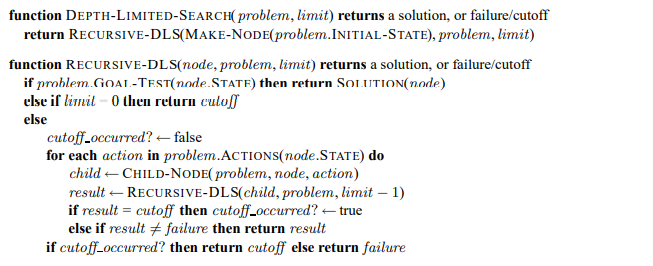 function DEPTH-LIMITED-SEARCH(problem, limit) returns a solution, or failure/cutoff
return RECURSIVE-DLS(MAKE-NODE(problem.INITIAL-STATE), problem, limit)
function RECURSIVE-DLS(node, problem, limit) returns a solution, or failure/cutoff
if problem.GOAL-TEST(node.STATE) then return SOLUTION(node)
else if limit = 0 then return cutoff
else
cutoff_occurred? ← false
for each action in problem.ACTIONS(node.STATE) do
child ← CHILD-NODE(problem, node, action)
result ← RECURSIVE-DLS(child, problem, limit − 1)
if result = cutoff then cutoff_occurred? ← true
else if result ≠ failure then return result
if cutoff_occurred? then return cutoff else return failure